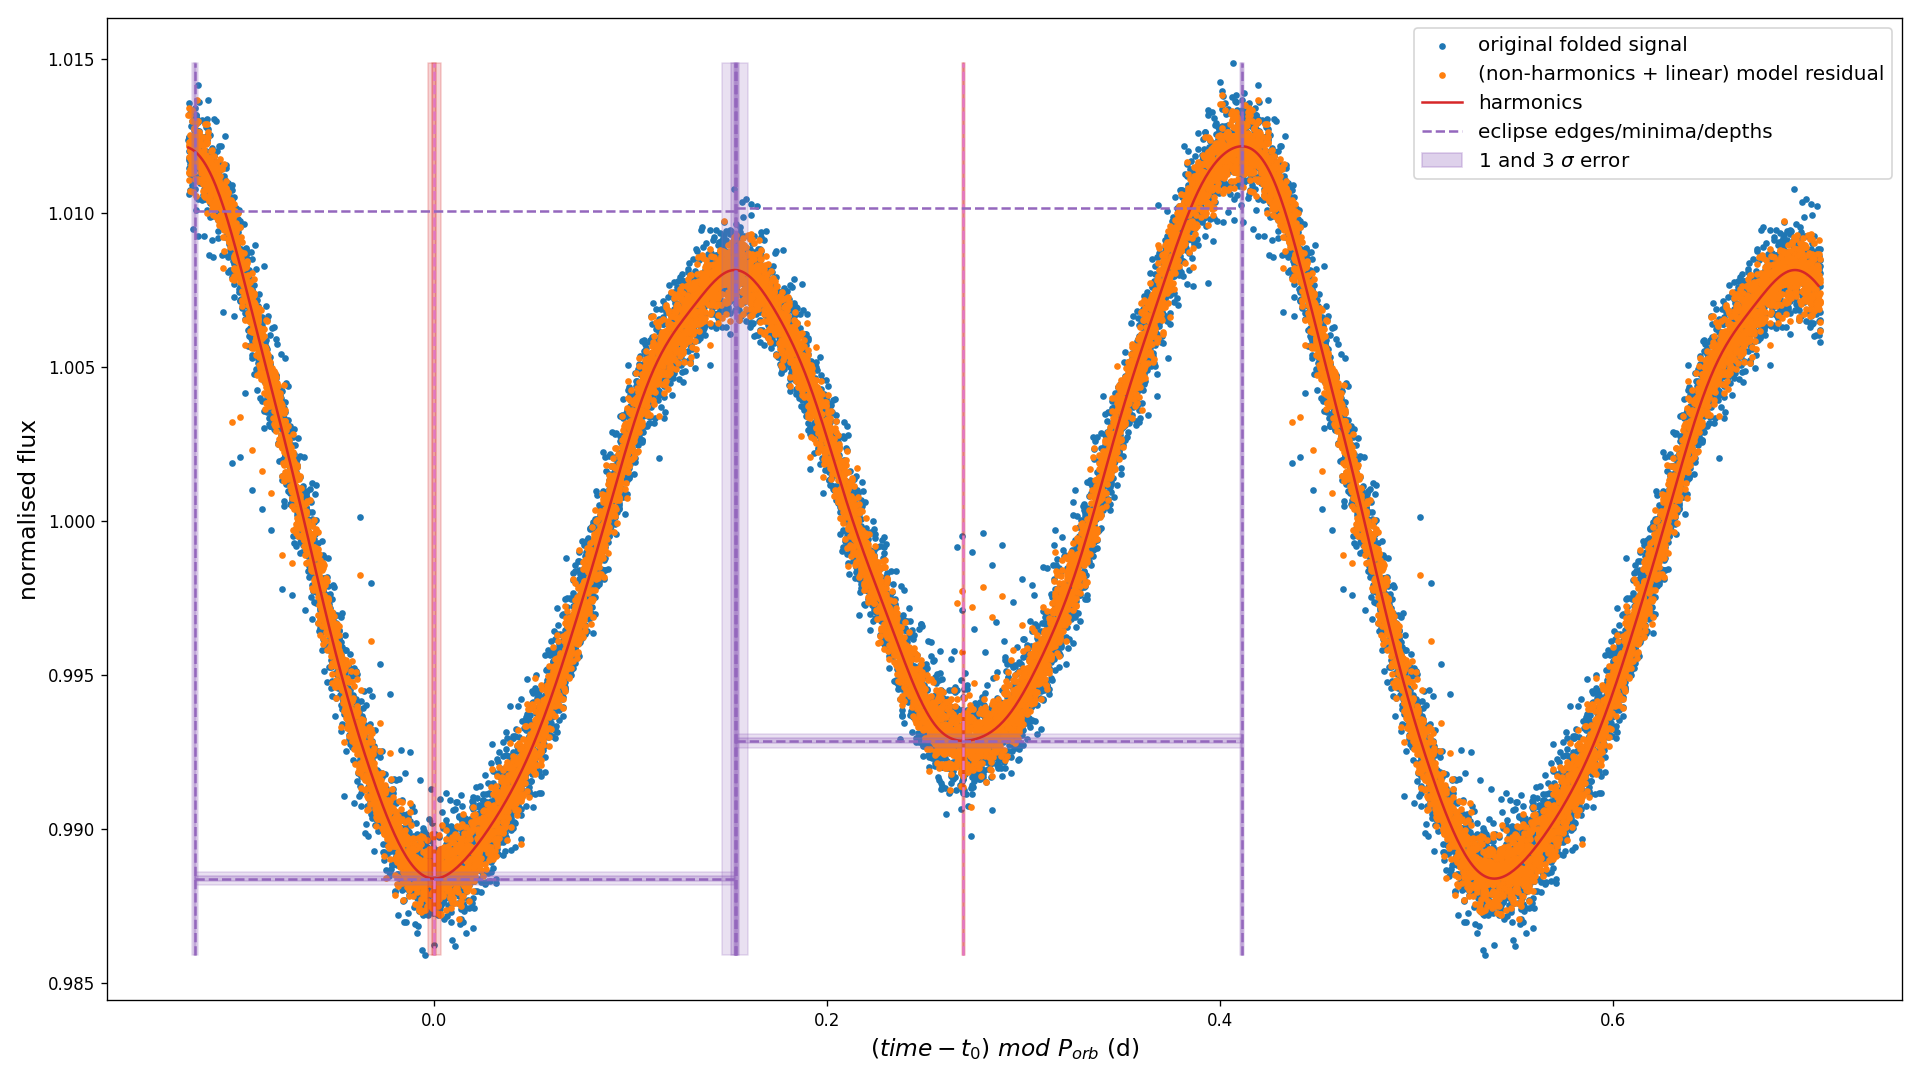 1.015
1.010
1.005
1.000
0.995
0.990
0.985
normalised flux
original folded signal
(non-harmonics + linear) model residual
harmonics
eclipse edges/minima/depths
1 and 3 σ error
0.0 0.2 0.4 0.6
(time − t₀) mod Pₒᵣb (d)